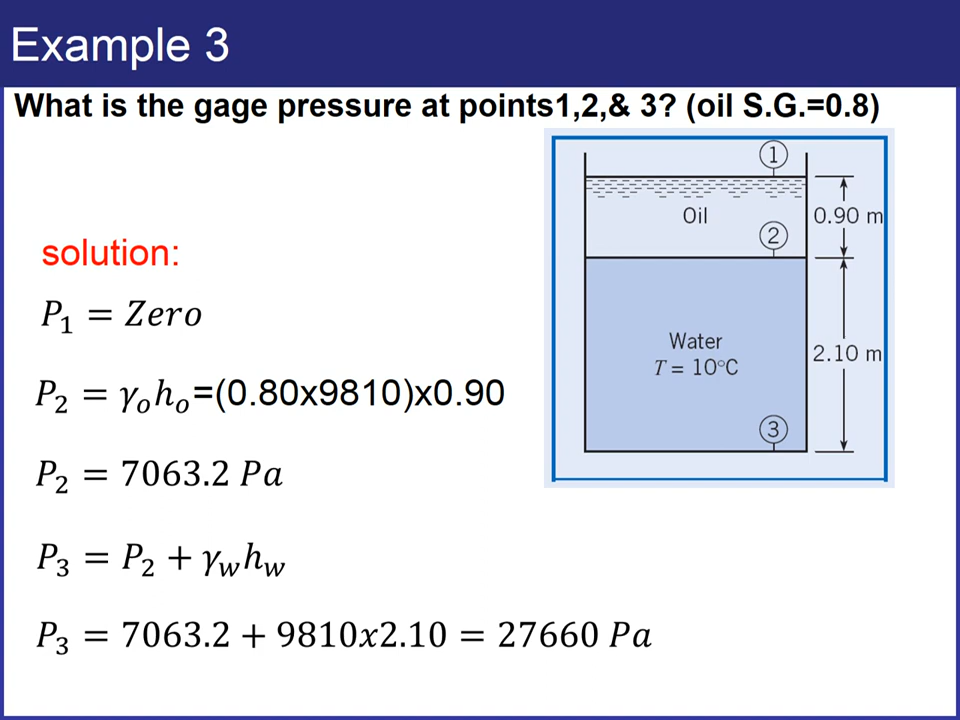 Example 3
What is the gage pressure at points1,2,& 3? (oil S.G.=0.8)
1
Oil
0.90 m
2
solution:
P₁ = Zero
Water
T = 10°C
2.10 m
P₂ = γₒhₒ=(0.80x9810)x0.90
3
P₂ = 7063.2 Pa
P₃ = P₂ + γ_w h_w
P₃ = 7063.2 + 9810x2.10 = 27660 Pa